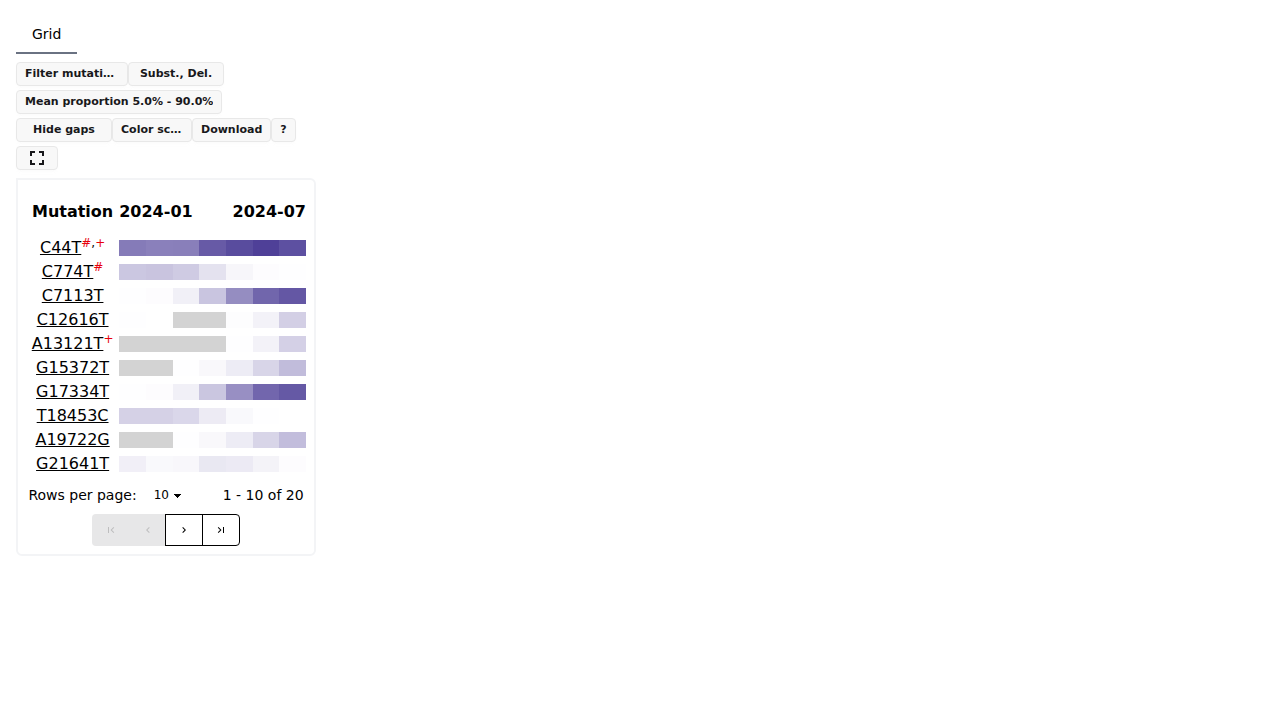 Grid
Filter mutati... Subst., Del.
Mean proportion 5.0% - 90.0%
Hide gaps Color sc... Download ?
Mutation 2024-01 2024-07
C44T#,+
C774T#
C7113T
C12616T
A13121T+
G15372T
G17334T
T18453C
A19722G
G21641T
Rows per page: 10 1 - 10 of 20